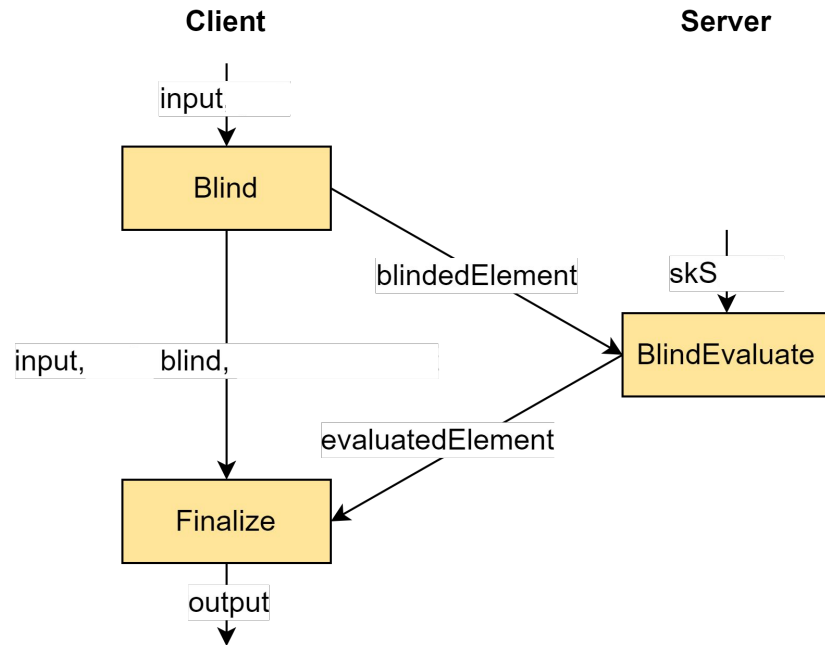 Client
Server
input,
Blind
blindedElement
skS
input, blind,
BlindEvaluate
evaluatedElement
Finalize
output